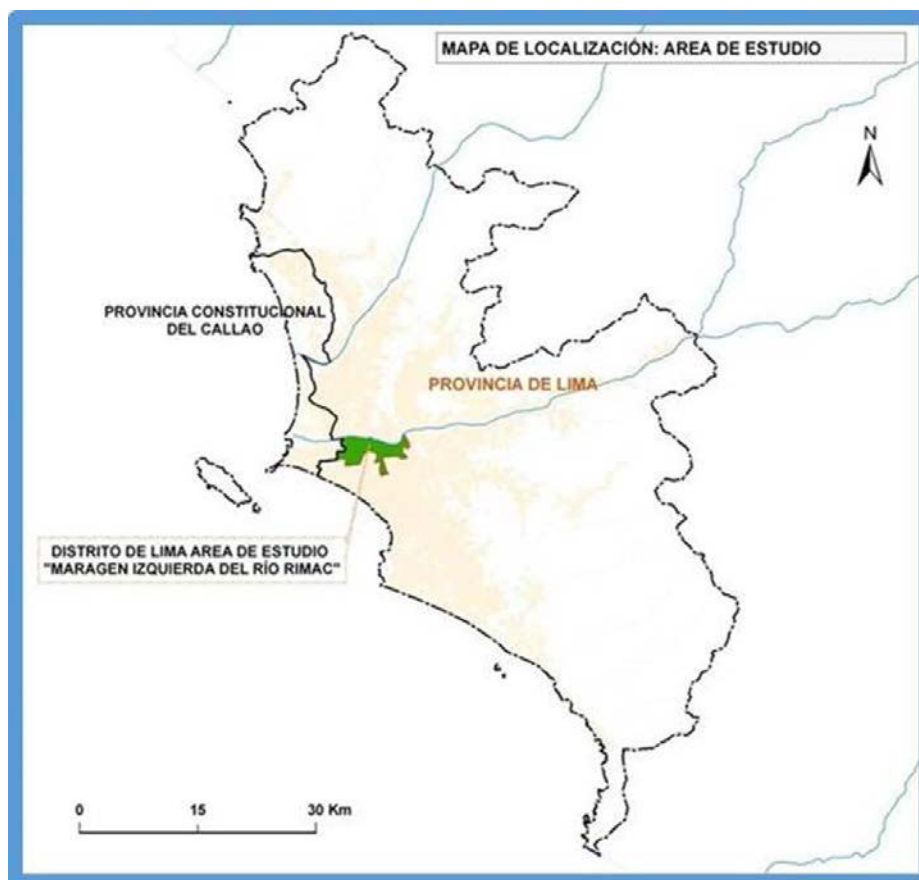 MAPA DE LOCALIZACIÓN: AREA DE ESTUDIO
N
PROVINCIA CONSTITUCIONAL
DEL CALLAO
PROVINCIA DE LIMA
DISTRITO DE LIMA AREA DE ESTUDIO
"MARAGEN IZQUIERDA DEL RÍO RIMAC"
0 15 30 Km